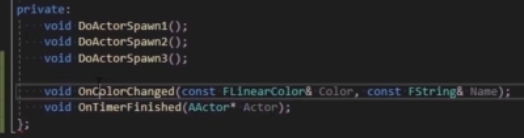 private:
void DoActorSpawn1();
void DoActorSpawn2();
void DoActorSpawn3();
void OnColorChanged(const FLinearColor& Color, const FString& Name);
void OnTimerFinished(AActor* Actor);
};